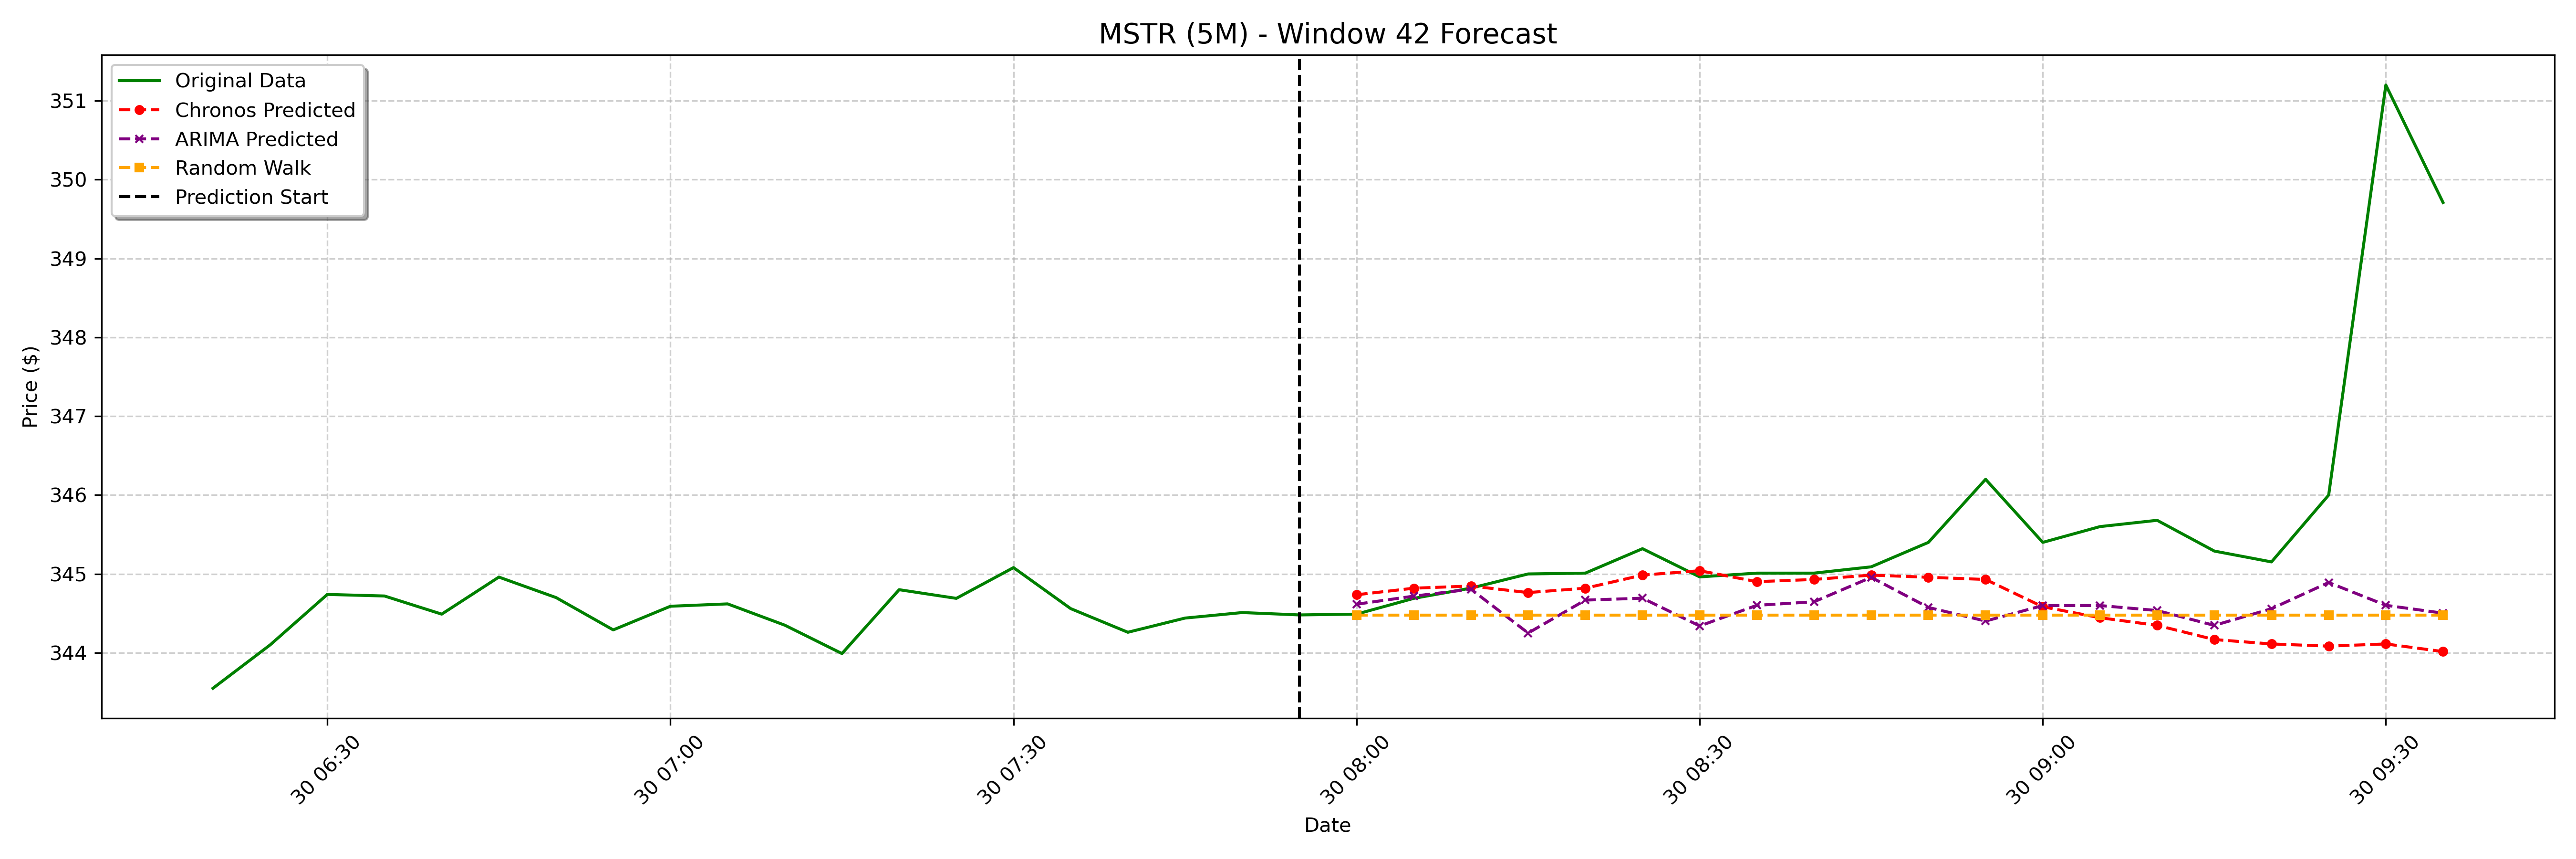 MSTR (5M) - Window 42 Forecast
Original Data
Chronos Predicted
ARIMA Predicted
Random Walk
Prediction Start
Price ($)
351
350
349
348
347
346
345
344
30 06:30
30 07:00
30 07:30
30 08:00
30 08:30
30 09:00
30 09:30
Date